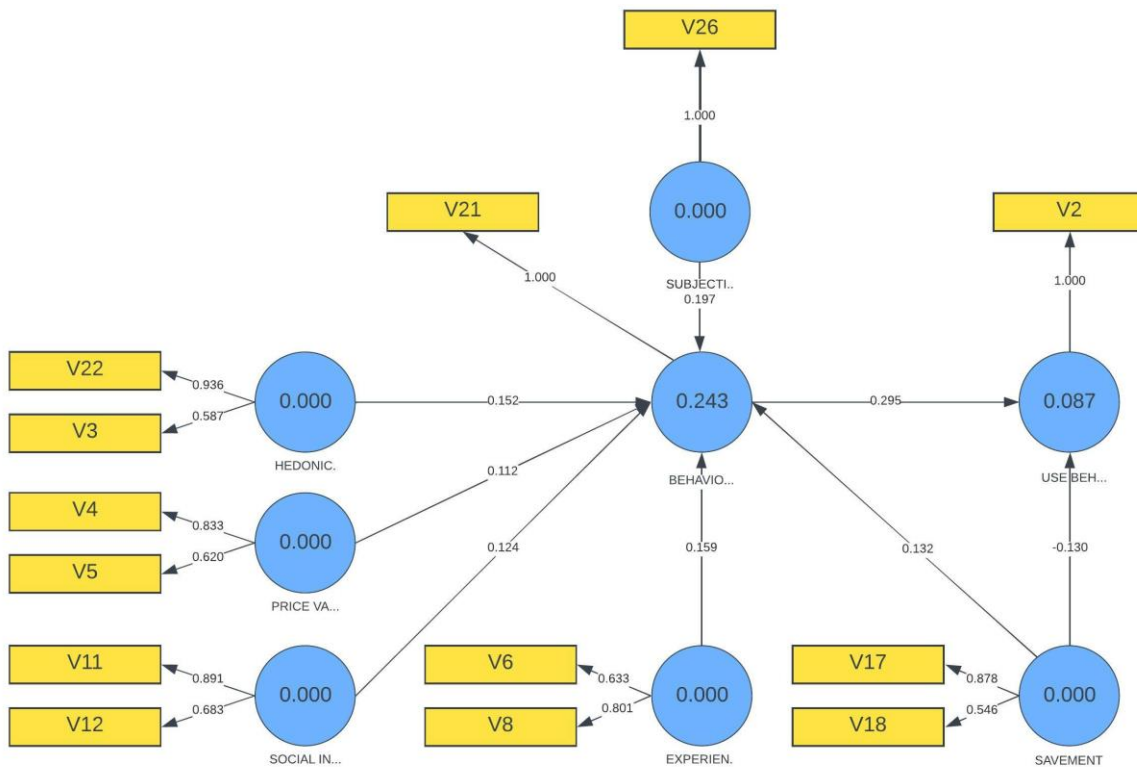 V26
1.000
0.000
SUBJECTI..
0.197
V21
1.000
V2
1.000
V22
0.936
V3
0.587
0.000
HEDONIC.
0.152
0.243
BEHAVIO...
0.295
0.087
USE BEH...
V4
0.833
V5
0.620
0.000
PRICE VA...
0.112
0.124
0.159
0.132
-0.130
V11
0.891
V12
0.683
0.000
SOCIAL IN...
V6
0.633
V8
0.801
0.000
EXPERIEN.
V17
0.878
V18
0.546
0.000
SAVEMENT